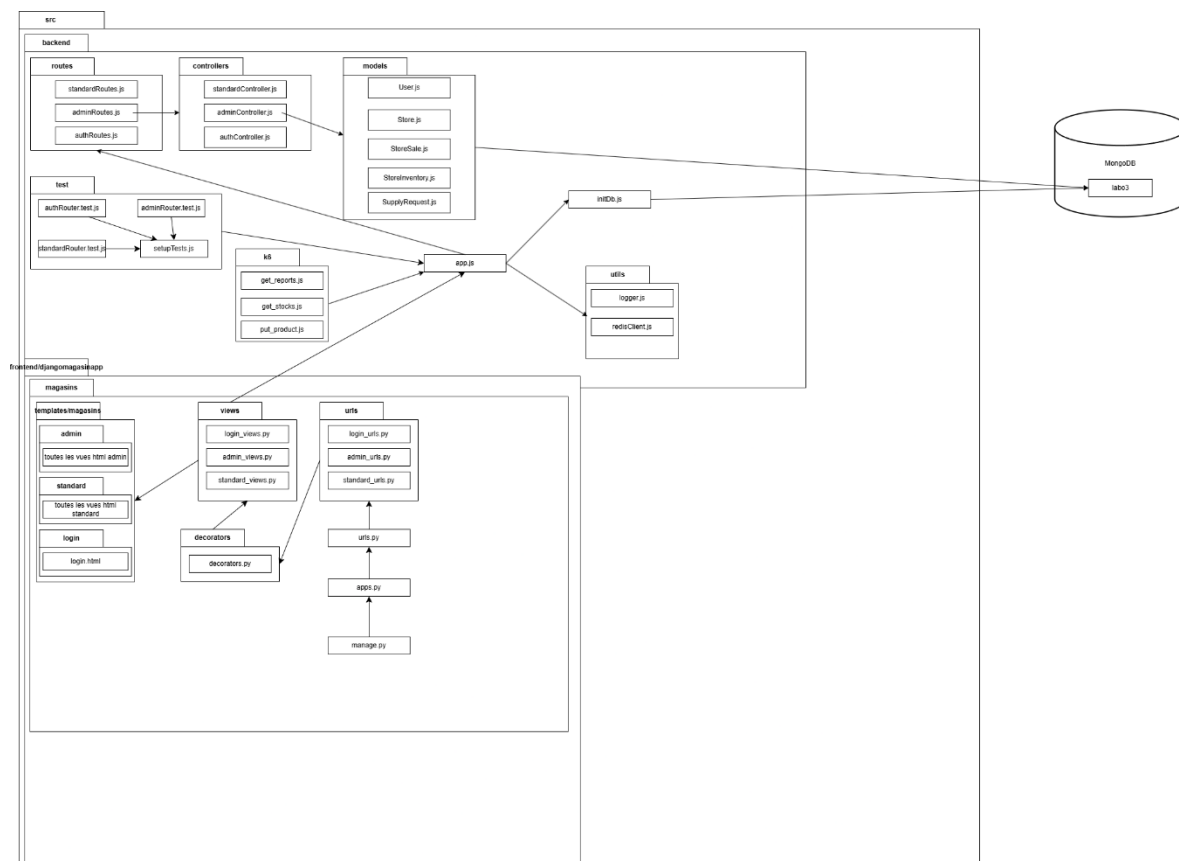 src
backend
routes
standardRoutes.js
adminRoutes.js
authRoutes.js
controllers
standardController.js
adminController.js
authController.js
models
User.js
Store.js
StoreSale.js
StoreInventory.js
SupplyRequest.js
MongoDB
labo3
test
authRouter.test.js
adminRouter.test.js
standardRouter.test.js
setupTests.js
initDb.js
app.js
k6
get_reports.js
get_stocks.js
put_product.js
utils
logger.js
redisClient.js
frontend/djangomagasinapp
magasins
templates/magasins
admin
toutes les vues html admin
standard
toutes les vues html
standard
login
login.html
views
login_views.py
admin_views.py
standard_views.py
urls
login_urls.py
admin_urls.py
standard_urls.py
decorators
decorators.py
urls.py
apps.py
manage.py